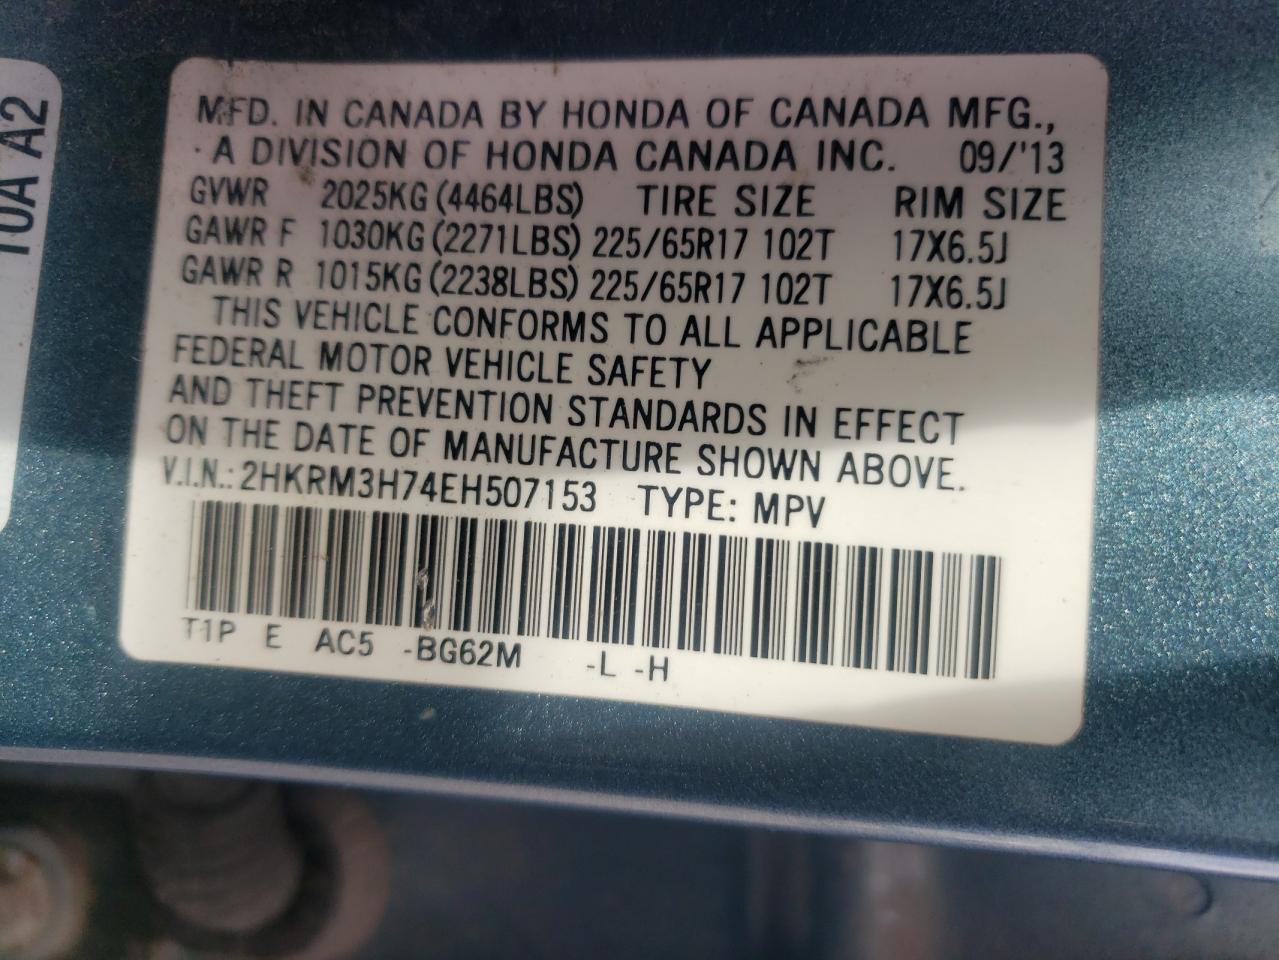 MFD. IN CANADA BY HONDA OF CANADA MFG.,
A DIVISION OF HONDA CANADA INC. 09/'13
GVWR 2025KG (4464LBS) TIRE SIZE RIM SIZE
GAWR F 1030KG (2271LBS) 225/65R17 102T 17X6.5J
GAWR R 1015KG (2238LBS) 225/65R17 102T 17X6.5J
THIS VEHICLE CONFORMS TO ALL APPLICABLE
FEDERAL MOTOR VEHICLE SAFETY
AND THEFT PREVENTION STANDARDS IN EFFECT
ON THE DATE OF MANUFACTURE SHOWN ABOVE.
V.I.N.: 2HKRM3H74EH507153 TYPE: MPV
T1P E AC5 -BG62M -L -H
10A A2